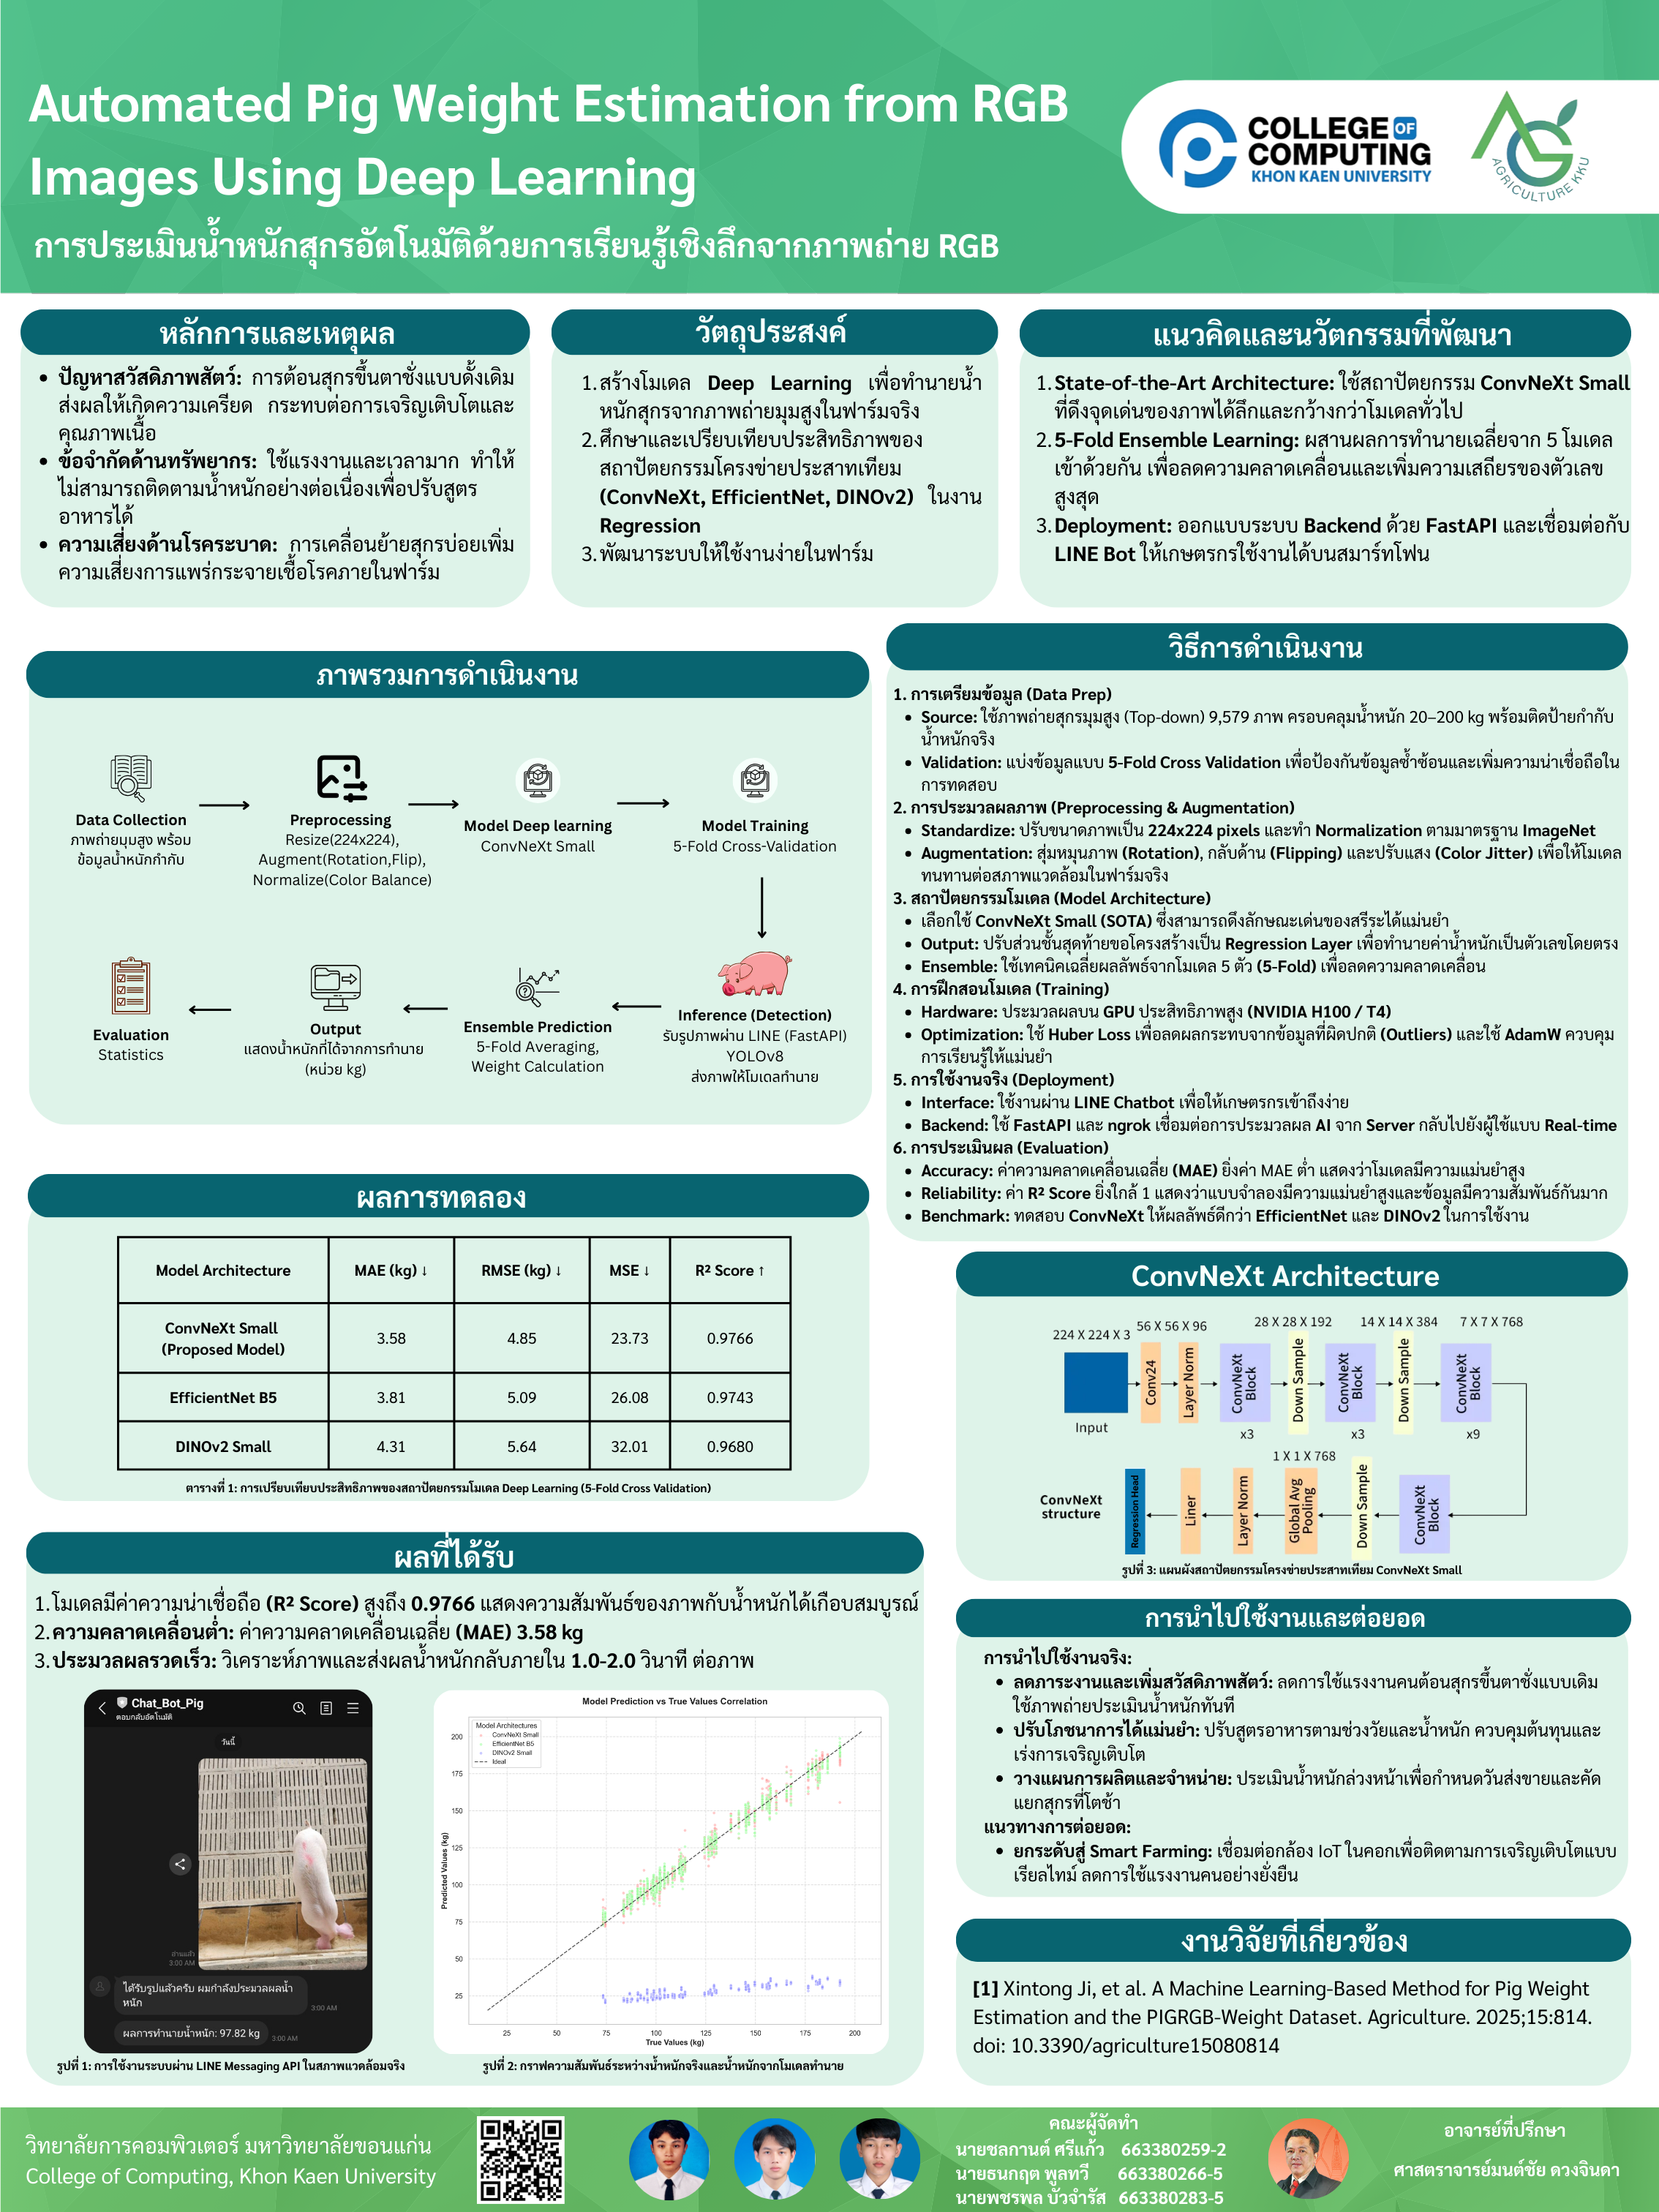 Automated Pig Weight Estimation from RGB
Images Using Deep Learning
การประเมินน้ำหนักสุกรอัตโนมัติด้วยการเรียนรู้เชิงลึกจากภาพถ่าย RGB
COLLEGE OF
COMPUTING
KHON KAEN UNIVERSITY
AGRICULTURE KKU
หลักการและเหตุผล
• ปัญหาสวัสดิภาพสัตว์: การต้อนสุกรขึ้นตาชั่งแบบดั้งเดิม
ส่งผลให้เกิดความเครียด กระทบต่อการเจริญเติบโตและ
คุณภาพเนื้อ
• ข้อจำกัดด้านทรัพยากร: ใช้แรงงานและเวลามาก ทำให้
ไม่สามารถติดตามน้ำหนักอย่างต่อเนื่องเพื่อปรับสูตร
อาหารได้
• ความเสี่ยงด้านโรคระบาด: การเคลื่อนย้ายสุกรบ่อยเพิ่ม
ความเสี่ยงการแพร่กระจายเชื้อโรคภายในฟาร์ม
วัตถุประสงค์
1. สร้างโมเดล Deep Learning เพื่อทำนายน้ำ
หนักสุกรจากภาพถ่ายมุมสูงในฟาร์มจริง
2. ศึกษาและเปรียบเทียบประสิทธิภาพของ
สถาปัตยกรรมโครงข่ายประสาทเทียม
(ConvNeXt, EfficientNet, DINOv2) ในงาน
Regression
3. พัฒนาระบบให้ใช้งานง่ายในฟาร์ม
แนวคิดและนวัตกรรมที่พัฒนา
1. State-of-the-Art Architecture: ใช้สถาปัตยกรรม ConvNeXt Small
ที่ดึงจุดเด่นของภาพได้ลึกและกว้างกว่าโมเดลทั่วไป
2. 5-Fold Ensemble Learning: ผสานผลการทำนายเฉลี่ยจาก 5 โมเดล
เข้าด้วยกัน เพื่อลดความคลาดเคลื่อนและเพิ่มความเสถียรของตัวเลข
สูงสุด
3. Deployment: ออกแบบระบบ Backend ด้วย FastAPI และเชื่อมต่อกับ
LINE Bot ให้เกษตรกรใช้งานได้บนสมาร์ทโฟน
ภาพรวมการดำเนินงาน
Data Collection
ภาพถ่ายมุมสูง พร้อม
ข้อมูลน้ำหนักกำกับ
Preprocessing
Resize(224x224),
Augment(Rotation,Flip),
Normalize(Color Balance)
Model Deep learning
ConvNeXt Small
Model Training
5-Fold Cross-Validation
Inference (Detection)
รับรูปภาพผ่าน LINE (FastAPI)
YOLOv8
ส่งภาพให้โมเดลทำนาย
Ensemble Prediction
5-Fold Averaging,
Weight Calculation
Output
แสดงน้ำหนักที่ได้จากการทำนาย
(หน่วย kg)
Evaluation
Statistics
วิธีการดำเนินงาน
1. การเตรียมข้อมูล (Data Prep)
• Source: ใช้ภาพถ่ายสุกรมุมสูง (Top-down) 9,579 ภาพ ครอบคลุมน้ำหนัก 20–200 kg พร้อมติดป้ายกำกับ
น้ำหนักจริง
• Validation: แบ่งข้อมูลแบบ 5-Fold Cross Validation เพื่อป้องกันข้อมูลซ้ำซ้อนและเพิ่มความน่าเชื่อถือใน
การทดสอบ
2. การประมวลผลภาพ (Preprocessing & Augmentation)
• Standardize: ปรับขนาดภาพเป็น 224x224 pixels และทำ Normalization ตามมาตรฐาน ImageNet
• Augmentation: สุ่มหมุนภาพ (Rotation), กลับด้าน (Flipping) และปรับแสง (Color Jitter) เพื่อให้โมเดล
ทนทานต่อสภาพแวดล้อมในฟาร์มจริง
3. สถาปัตยกรรมโมเดล (Model Architecture)
• เลือกใช้ ConvNeXt Small (SOTA) ซึ่งสามารถดึงลักษณะเด่นของสรีระได้แม่นยำ
• Output: ปรับส่วนชั้นสุดท้ายขอโครงสร้างเป็น Regression Layer เพื่อทำนายค่าน้ำหนักเป็นตัวเลขโดยตรง
• Ensemble: ใช้เทคนิคเฉลี่ยผลลัพธ์จากโมเดล 5 ตัว (5-Fold) เพื่อลดความคลาดเคลื่อน
4. การฝึกสอนโมเดล (Training)
• Hardware: ประมวลผลบน GPU ประสิทธิภาพสูง (NVIDIA H100 / T4)
• Optimization: ใช้ Huber Loss เพื่อลดผลกระทบจากข้อมูลที่ผิดปกติ (Outliers) และใช้ AdamW ควบคุม
การเรียนรู้ให้แม่นยำ
5. การใช้งานจริง (Deployment)
• Interface: ใช้งานผ่าน LINE Chatbot เพื่อให้เกษตรกรเข้าถึงง่าย
• Backend: ใช้ FastAPI และ ngrok เชื่อมต่อการประมวลผล AI จาก Server กลับไปยังผู้ใช้แบบ Real-time
6. การประเมินผล (Evaluation)
• Accuracy: ค่าความคลาดเคลื่อนเฉลี่ย (MAE) ยิ่งค่า MAE ต่ำ แสดงว่าโมเดลมีความแม่นยำสูง
• Reliability: ค่า R² Score ยิ่งใกล้ 1 แสดงว่าแบบจำลองมีความแม่นยำสูงและข้อมูลมีความสัมพันธ์กันมาก
• Benchmark: ทดสอบ ConvNeXt ให้ผลลัพธ์ดีกว่า EfficientNet และ DINOv2 ในการใช้งาน
ผลการทดลอง
Model Architecture MAE (kg) ↓ RMSE (kg) ↓ MSE ↓ R² Score ↑
ConvNeXt Small
(Proposed Model) 3.58 4.85 23.73 0.9766
EfficientNet B5 3.81 5.09 26.08 0.9743
DINOv2 Small 4.31 5.64 32.01 0.9680
ตารางที่ 1: การเปรียบเทียบประสิทธิภาพของสถาปัตยกรรมโมเดล Deep Learning (5-Fold Cross Validation)
ConvNeXt Architecture
224 X 224 X 3
56 X 56 X 96
28 X 28 X 192
14 X 14 X 384
7 X 7 X 768
Input
Conv24
Layer Norm
ConvNeXt Block
x3
Down Sample
ConvNeXt Block
x3
Down Sample
ConvNeXt Block
x9
1 X 1 X 768
ConvNeXt
structure
Regression Head
Liner
Layer Norm
Global Avg Pooling
Down Sample
ConvNeXt Block
รูปที่ 3: แผนผังสถาปัตยกรรมโครงข่ายประสาทเทียม ConvNeXt Small
ผลที่ได้รับ
1. โมเดลมีค่าความน่าเชื่อถือ (R² Score) สูงถึง 0.9766 แสดงความสัมพันธ์ของภาพกับน้ำหนักได้เกือบสมบูรณ์
2. ความคลาดเคลื่อนต่ำ: ค่าความคลาดเคลื่อนเฉลี่ย (MAE) 3.58 kg
3. ประมวลผลรวดเร็ว: วิเคราะห์ภาพและส่งผลน้ำหนักกลับภายใน 1.0-2.0 วินาที ต่อภาพ
Chat_Bot_Pig
ตอบกลับอัตโนมัติ
วันนี้
อ่านแล้ว
3:00 AM
ได้รับรูปแล้วครับ ผมกำลังประมวลผลน้ำ
หนัก
3:00 AM
ผลการทำนายน้ำหนัก: 97.82 kg
3:00 AM
รูปที่ 1: การใช้งานระบบผ่าน LINE Messaging API ในสภาพแวดล้อมจริง
Model Prediction vs True Values Correlation
Model Architectures
ConvNeXt Small
EfficientNet B5
DINOv2 Small
Ideal
Predicted Values (kg)
200
175
150
125
100
75
50
25
25 50 75 100 125 150 175 200
True Values (kg)
รูปที่ 2: กราฟความสัมพันธ์ระหว่างน้ำหนักจริงและน้ำหนักจากโมเดลทำนาย
การนำไปใช้งานและต่อยอด
การนำไปใช้งานจริง:
• ลดภาระงานและเพิ่มสวัสดิภาพสัตว์: ลดการใช้แรงงานคนต้อนสุกรขึ้นตาชั่งแบบเดิม
ใช้ภาพถ่ายประเมินน้ำหนักทันที
• ปรับโภชนาการได้แม่นยำ: ปรับสูตรอาหารตามช่วงวัยและน้ำหนัก ควบคุมต้นทุนและ
เร่งการเจริญเติบโต
• วางแผนการผลิตและจำหน่าย: ประเมินน้ำหนักล่วงหน้าเพื่อกำหนดวันส่งขายและคัด
แยกสุกรที่โตช้า
แนวทางการต่อยอด:
• ยกระดับสู่ Smart Farming: เชื่อมต่อกล้อง IoT ในคอกเพื่อติดตามการเจริญเติบโตแบบ
เรียลไทม์ ลดการใช้แรงงานคนอย่างยั่งยืน
งานวิจัยที่เกี่ยวข้อง
[1] Xintong Ji, et al. A Machine Learning-Based Method for Pig Weight
Estimation and the PIGRGB-Weight Dataset. Agriculture. 2025;15:814.
doi: 10.3390/agriculture15080814
วิทยาลัยการคอมพิวเตอร์ มหาวิทยาลัยขอนแก่น
College of Computing, Khon Kaen University
คณะผู้จัดทำ
นายชลกานต์ ศรีแก้ว 663380259-2
นายธนกฤต พูลทวี 663380266-5
นายพชรพล บัวจำรัส 663380283-5
อาจารย์ที่ปรึกษา
ศาสตราจารย์มนต์ชัย ดวงจินดา